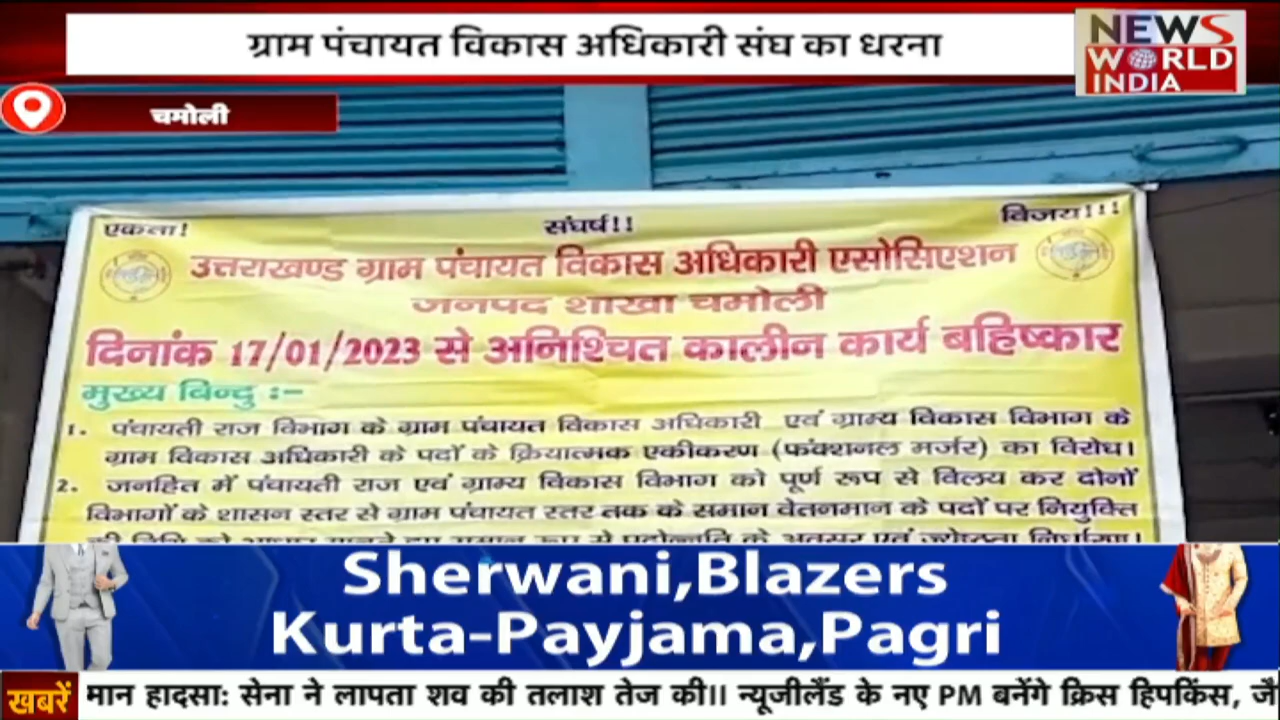 ग्राम पंचायत विकास अधिकारी संघ का धरना
NEWS
WORLD
INDIA
चमोली
एकता! संघर्ष!! विजय!!!
उत्तराखण्ड ग्राम पंचायत विकास अधिकारी एसोसिएशन
जनपद शाखा चमोली
दिनांक 17/01/2023 से अनिश्चित कालीन कार्य बहिष्कार
मुख्य बिन्दु :-
1. पंचायती राज विभाग के ग्राम पंचायत विकास अधिकारी एवं ग्राम्य विकास विभाग के
ग्राम विकास अधिकारी के पदों के क्रियात्मक एकीकरण (फंक्शनल मर्जर) का विरोध।
2. जनहित में पंचायती राज एवं ग्राम्य विकास विभाग को पूर्ण रूप से विलय कर दोनों
विभागों के शासन स्तर से ग्राम पंचायत स्तर तक के समान वेतनमान के पदों पर नियुक्ति
Sherwani,Blazers
Kurta-Payjama,Pagri
खबरें मान हादसा: सेना ने लापता शव की तलाश तेज की।। न्यूजीलैंड के नए PM बनेंगे क्रिस हिपकिंस,